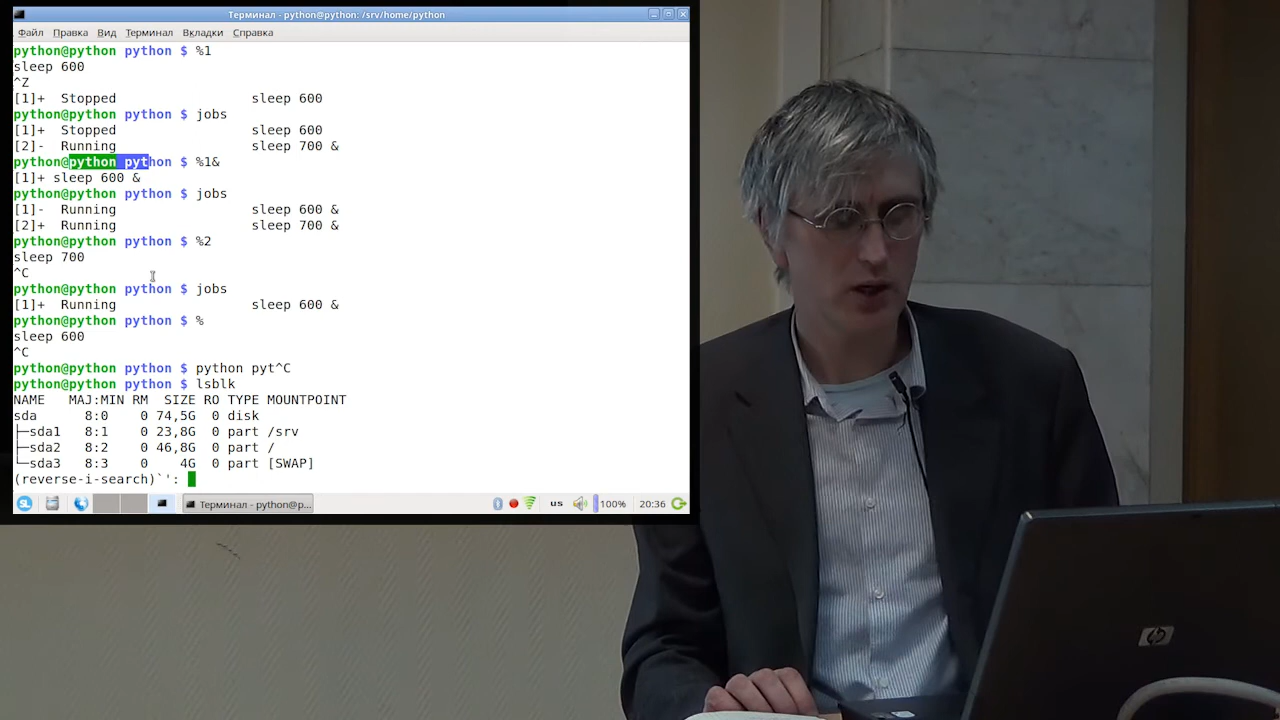 Терминал - python@python: /srv/home/python
Файл Правка Вид Терминал Вкладки Справка
python@python python $ %1
sleep 600
^Z
[1]+  Stopped                 sleep 600
python@python python $ jobs
[1]+  Stopped                 sleep 600
[2]-  Running                 sleep 700 &
python@python python $ %1&
[1]+ sleep 600 &
python@python python $ jobs
[1]-  Running                 sleep 600 &
[2]+  Running                 sleep 700 &
python@python python $ %2
sleep 700
^C
python@python python $ jobs
[1]+  Running                 sleep 600 &
python@python python $ %
sleep 600
^C
python@python python $ python pyt^C
python@python python $ lsblk
NAME   MAJ:MIN RM  SIZE RO TYPE MOUNTPOINT
sda      8:0    0 74,5G  0 disk
├─sda1   8:1    0 23,8G  0 part /srv
├─sda2   8:2    0 46,8G  0 part /
└─sda3   8:3    0    4G  0 part [SWAP]
(reverse-i-search)`':
SL Терминал - python@p... us 100% 20:36
hp